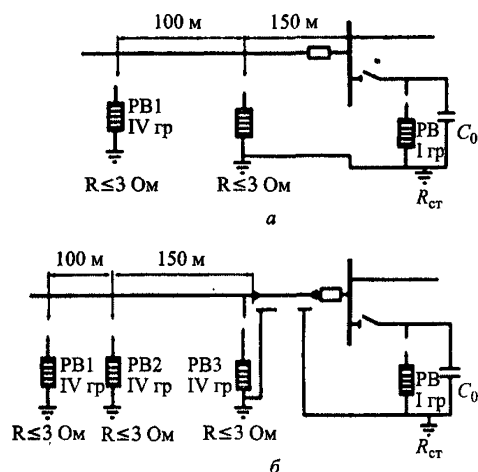 100 м 150 м
РВ1
IV гр
РВ
I гр
C₀
R≤3 Ом R≤3 Ом
Rст
а
100 м 150 м
РВ1
IV гр
РВ2
IV гр
РВ3
IV гр
РВ
I гр
C₀
R≤3 Ом R≤3 Ом R≤3 Ом
Rст
б